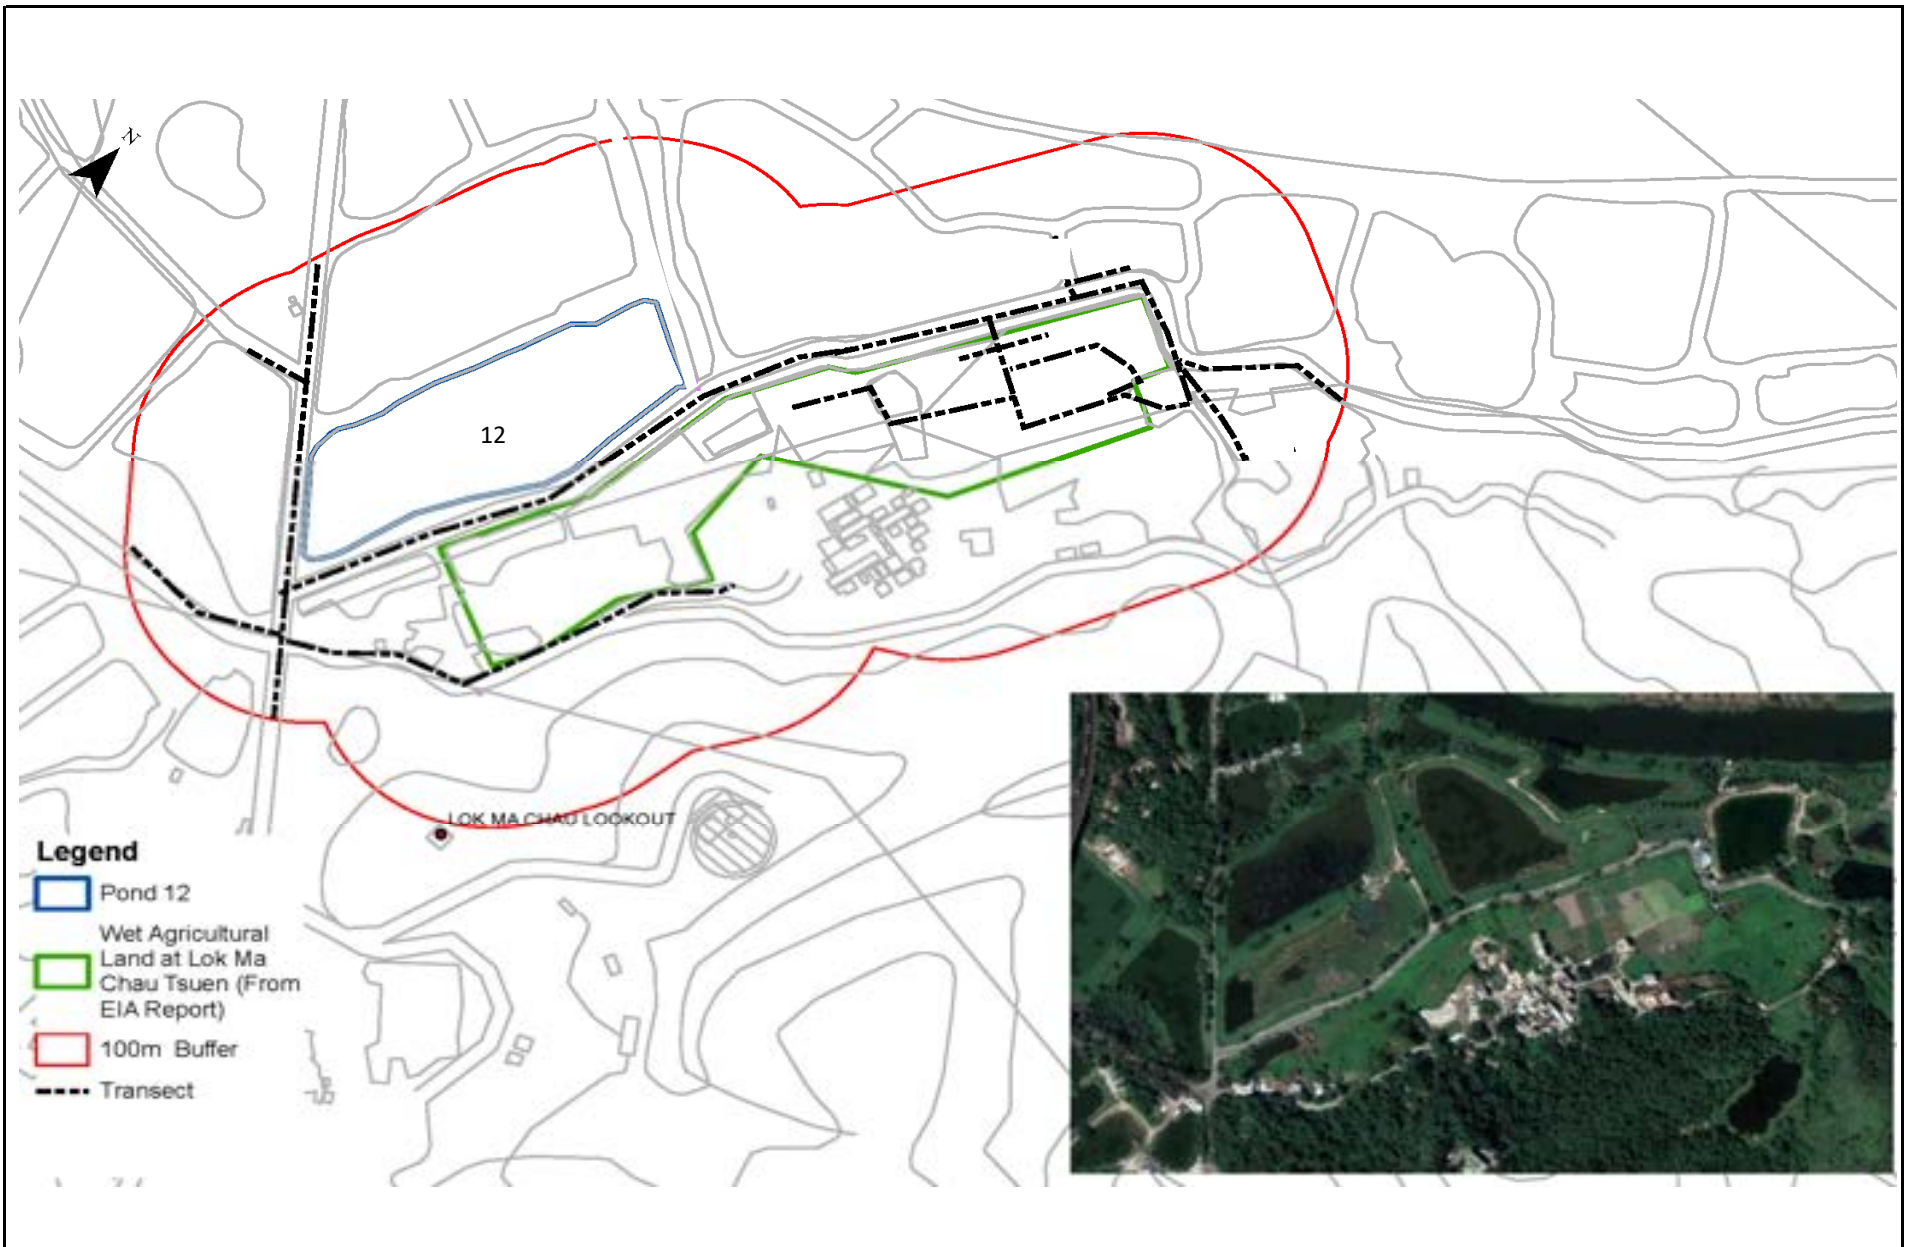 N
12
LOK MA CHAU LOOKOUT
Legend
Pond 12
Wet Agricultural
Land at Lok Ma
Chau Tsuen (From
EIA Report)
100m Buffer
Transect